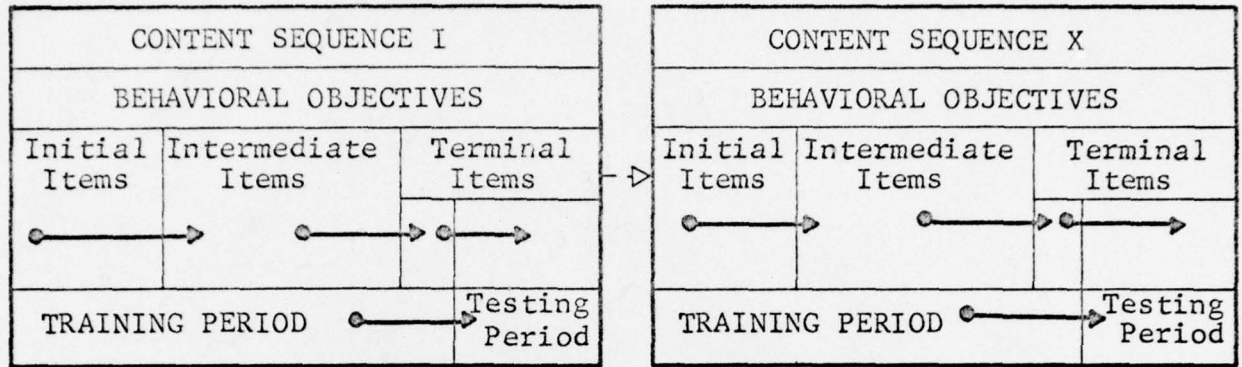 CONTENT SEQUENCE I
BEHAVIORAL OBJECTIVES
Initial
Items
Intermediate
Items
Terminal
Items
TRAINING PERIOD
Testing
Period
CONTENT SEQUENCE X
BEHAVIORAL OBJECTIVES
Initial
Items
Intermediate
Items
Terminal
Items
TRAINING PERIOD
Testing
Period